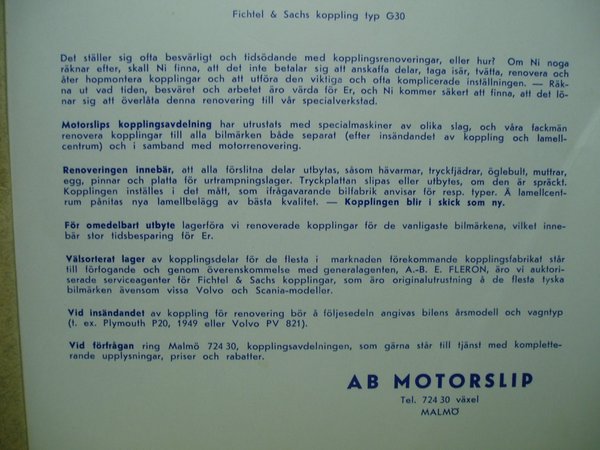 Fichtel & Sachs koppling typ G30
Det ställer sig ofta besvärligt och tidsödande med kopplingsrenoveringar, eller hur? Om Ni noga
räknar efter, skall Ni finna, att det inte betalar sig att anskaffa delar, taga isär, tvätta, renovera och
åter hopmontera kopplingar och att utföra den viktiga och ofta komplicerade inställningen. — Räk-
na ut vad tiden, besväret och arbetet äro värda för Er, och Ni kommer säkert att finna, att det lö-
nar sig att överlåta denna renovering till vår specialverkstad.
Motorslips kopplingsavdelning har utrustats med specialmaskiner av olika slag, och våra fackmän
renovera kopplingar till alla bilmärken både separat (efter insändandet av koppling och lamell-
centrum) och i samband med motorrenovering.
Renoveringen innebär, att alla förslitna delar utbytas, såsom hävarmar, tryckfjädrar, öglebult, muttrar,
egg, pinnar och platta för urtrampningslager. Tryckplattan slipas eller utbytes, om den är spräckt.
Kopplingen inställes i det mått, som ifrågavarande bilfabrik anvisar för resp. typer. Å lamellcent-
rum pånitas nya lamellbelägg av bästa kvalitet. — Kopplingen blir i skick som ny.
För omedelbart utbyte lagerföra vi renoverade kopplingar för de vanligaste bilmärkena, vilket inne-
bär stor tidsbesparing för Er.
Välsorterat lager av kopplingsdelar för de flesta i marknaden förekommande kopplingsfabrikat står
till förfogande och genom överenskommelse med generalagenten, A.-B. E. FLERON, äro vi auktori-
serade serviceagenter för Fichtel & Sachs kopplingar, som äro originalutrustning å de flesta tyska
bilmärken ävensom vissa Volvo och Scania-modeller.
Vid insändandet av koppling för renovering bör å följesedeln angivas bilens årsmodell och vagntyp
(t. ex. Plymouth P20, 1949 eller Volvo PV 821).
Vid förfrågan ring Malmö 724 30, kopplingsavdelningen, som gärna står till tjänst med komplette-
rande upplysningar, priser och rabatter.
AB MOTORSLIP
Tel. 724 30 växel
MALMÖ